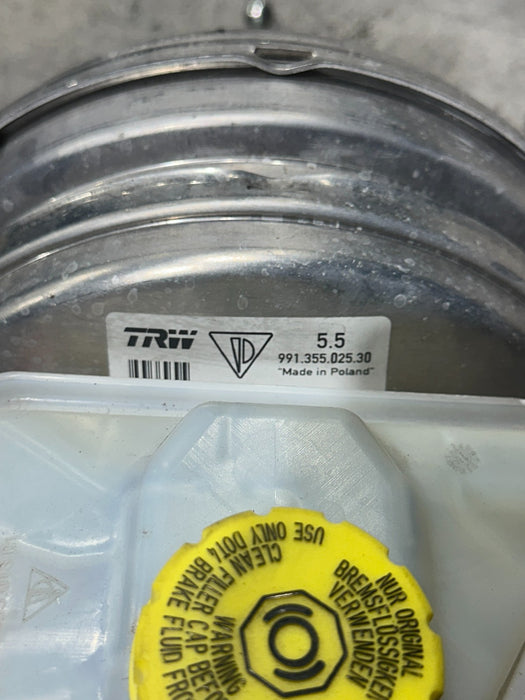 TRW
5.5
991.355.025.30
"Made in Poland"
NUR ORIGINAL
BREMSFLÜSSIGKEI
VERWENDEN
WARNING
CLEAN FILLER CAP BEFO
USE ONLY DOT4 BRAKE FLUID FRO